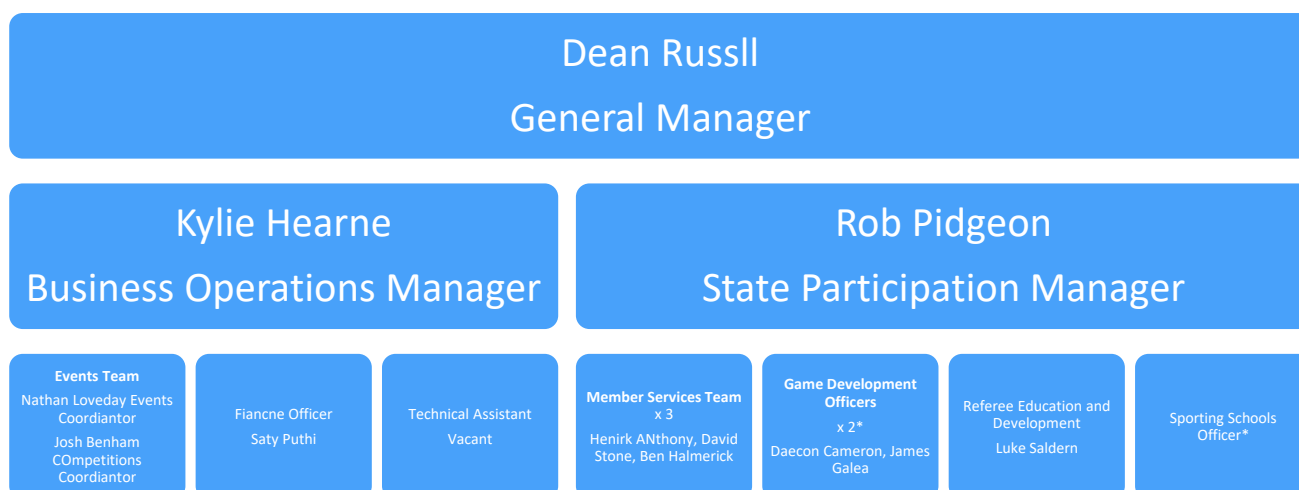 Dean Russll
General Manager
Kylie Hearne
Business Operations Manager
Rob Pidgeon
State Participation Manager
Events Team
Nathan Loveday Events
Coordiantor
Josh Benham
COmpetitions
Coordiantor
Fiancne Officer
Saty Puthi
Technical Assistant
Vacant
Member Services Team
x 3
Henirk ANthony, David
Stone, Ben Halmerick
Game Development
Officers
x 2*
Daecon Cameron, James
Galea
Referee Education and
Development
Luke Saldern
Sporting Schools
Officer*